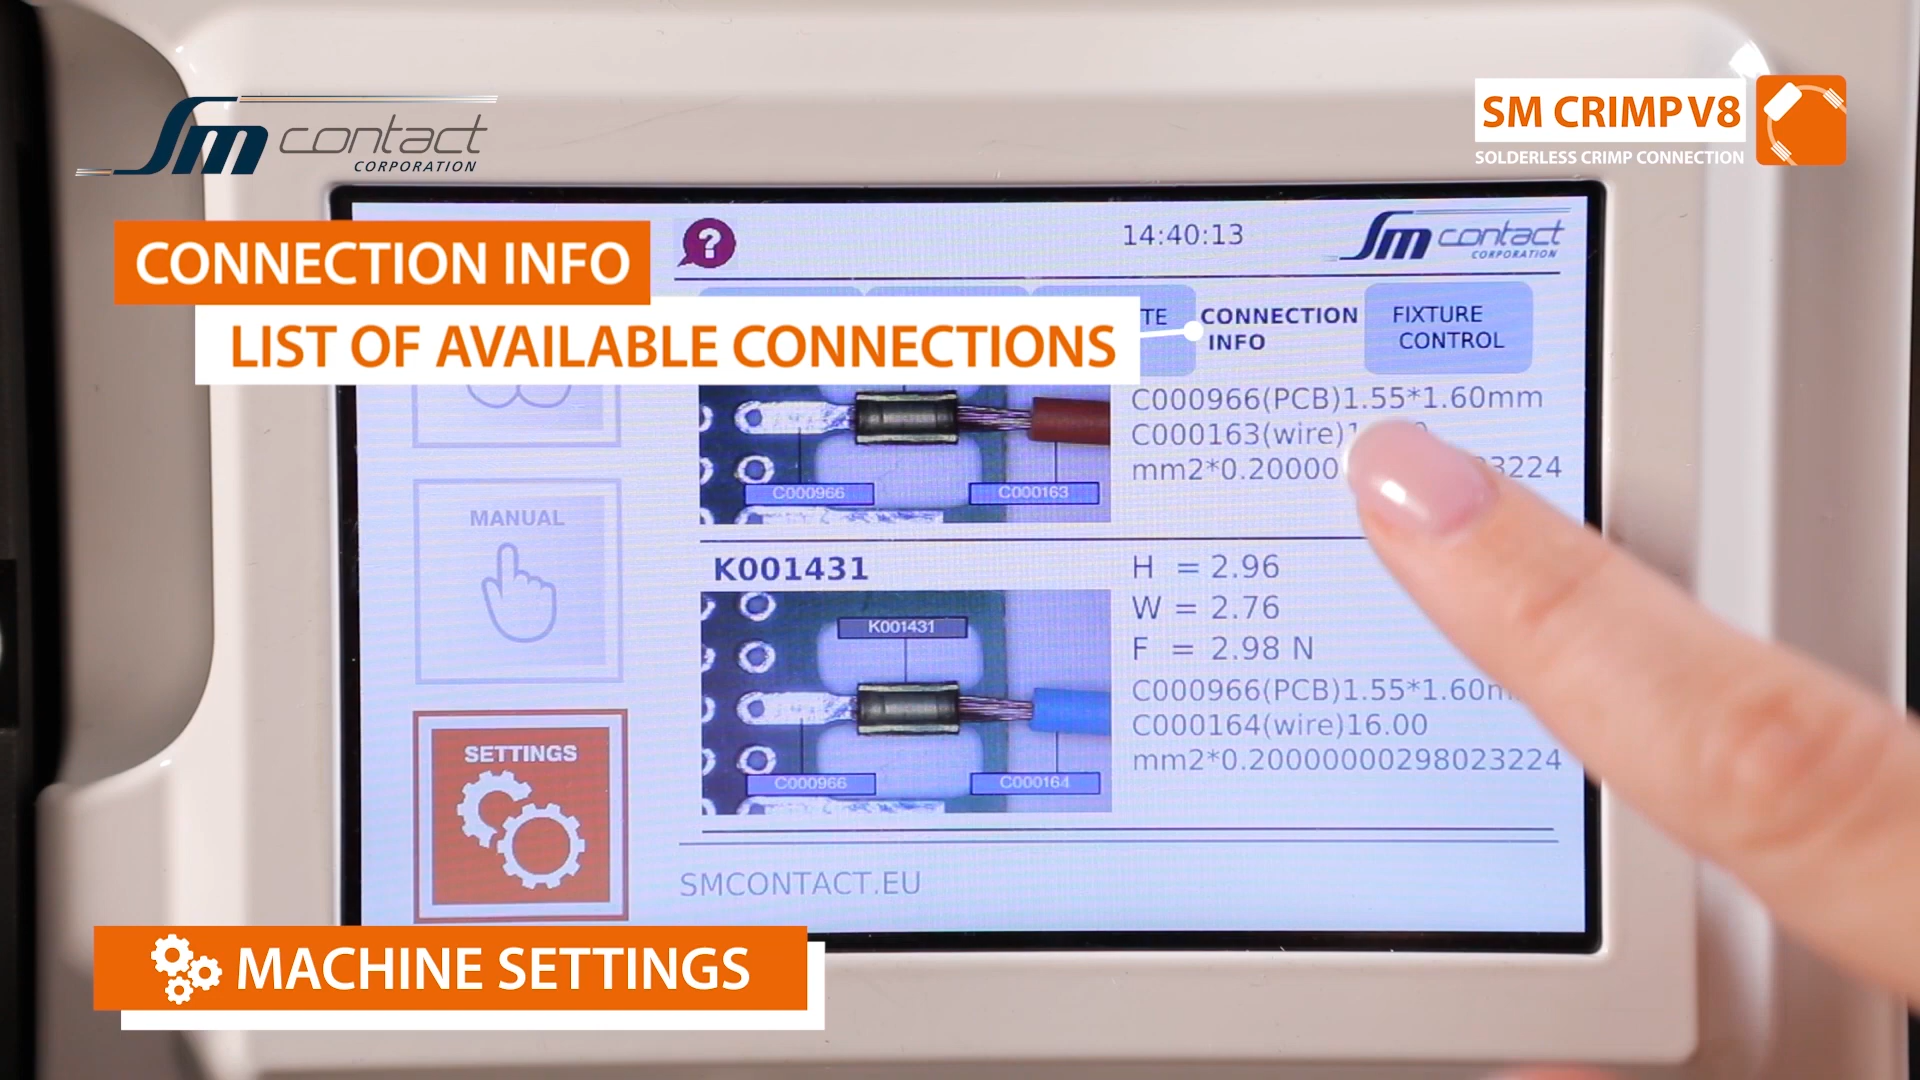 Sm contact
CORPORATION
SM CRIMP V8
SOLDERLESS CRIMP CONNECTION
CONNECTION INFO
LIST OF AVAILABLE CONNECTIONS
?
14:40:13
Sm contact
CORPORATION
TE
CONNECTION
INFO
FIXTURE
CONTROL
C000966
C000163
C000966(PCB)1.55*1.60mm
C000163(wire)
mm2*0.20000
23224
MANUAL
K001431
K001431
C000966
C000164
H = 2.96
W = 2.76
F = 2.98 N
C000966(PCB)1.55*1.60m
C000164(wire)16.00
mm2*0.20000000298023224
SETTINGS
SMCONTACT.EU
MACHINE SETTINGS